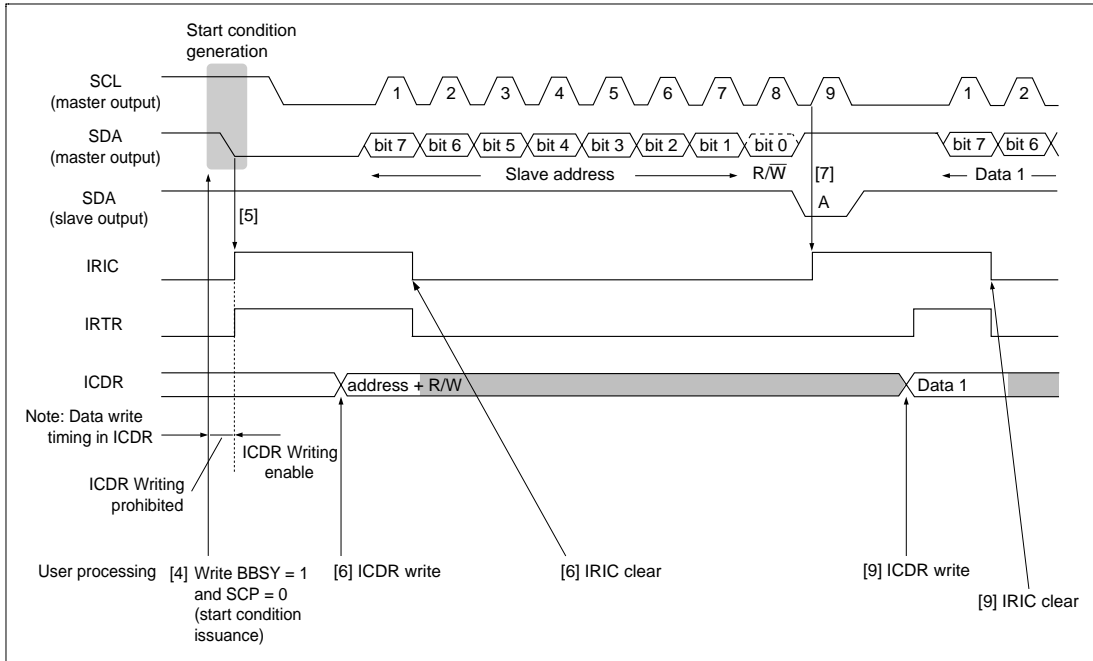 Start condition
generation
SCL
(master output)
1 2 3 4 5 6 7 8 9 1 2
SDA
(master output)
bit 7 bit 6 bit 5 bit 4 bit 3 bit 2 bit 1 bit 0 bit 7 bit 6
Slave address R/W̅ [7] Data 1
SDA
(slave output)
[5] A
IRIC
IRTR
ICDR address + R/W Data 1
Note: Data write
timing in ICDR
ICDR Writing
enable
ICDR Writing
prohibited
User processing [4] Write BBSY = 1
and SCP = 0
(start condition
issuance)
[6] ICDR write [6] IRIC clear [9] ICDR write
[9] IRIC clear